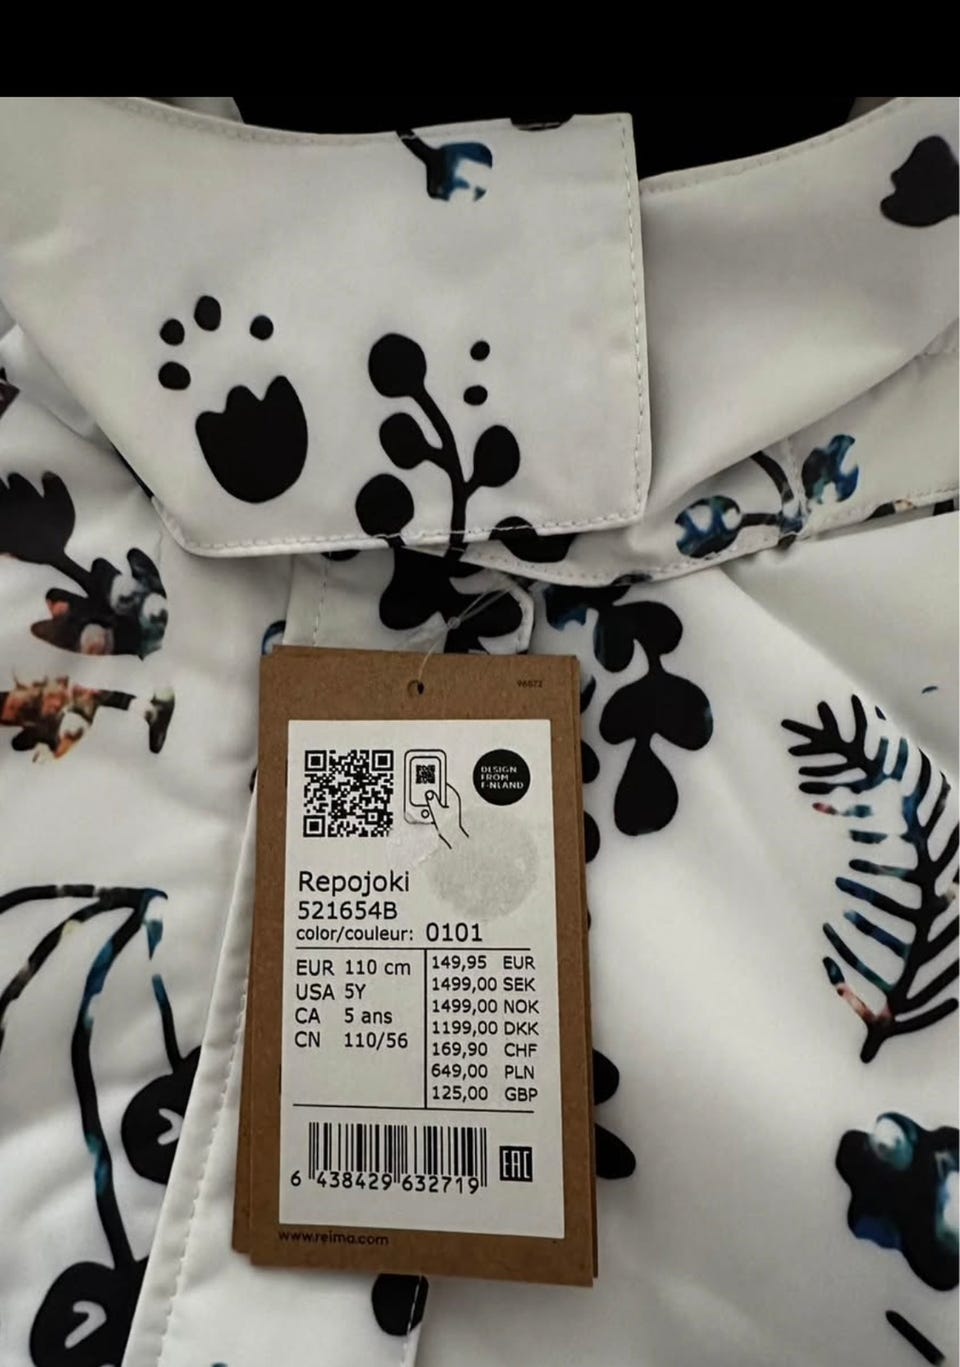 96072
DESIGN
FROM
FINLAND
Repojoki
521654B
color/couleur: 0101
EUR 110 cm
USA 5Y
CA 5 ans
CN 110/56
149,95 EUR
1499,00 SEK
1499,00 NOK
1199,00 DKK
169,90 CHF
649,00 PLN
125,00 GBP
6 438429 632719
EAC
www.reima.com